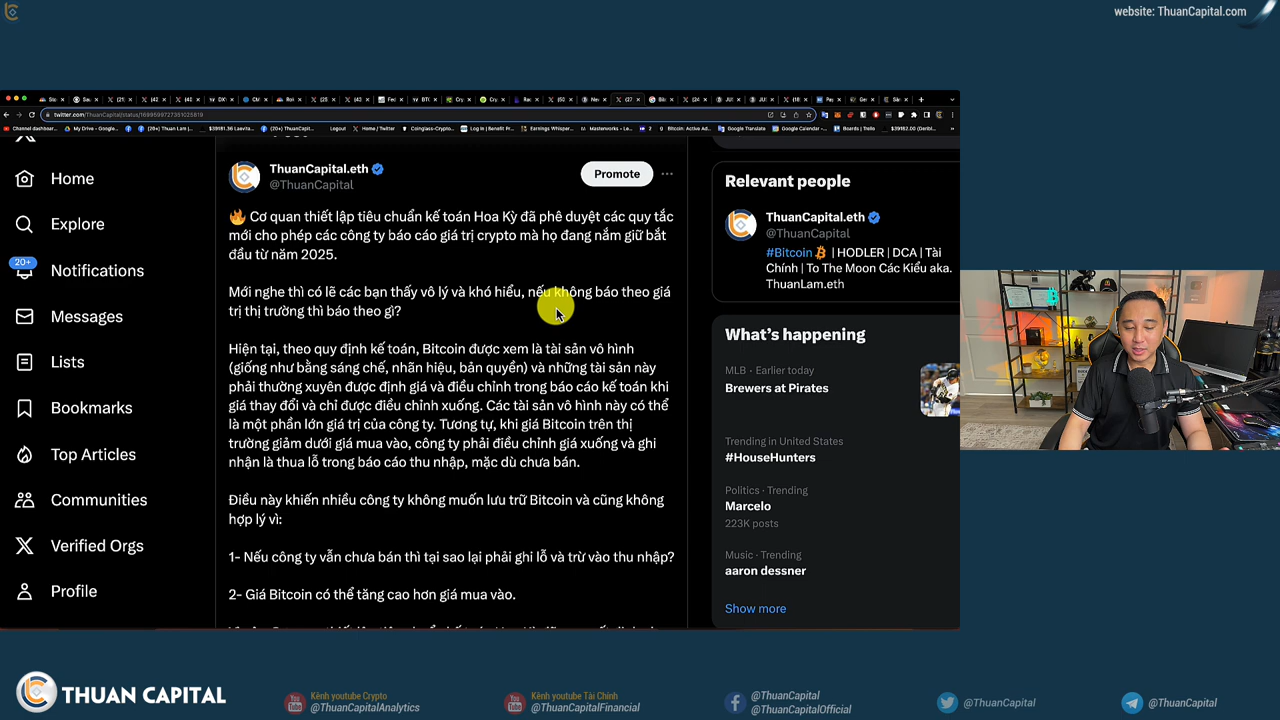 website: ThuanCapital.com
twitter.com/ThuanCapital/status/1699599727351025819
Home
Explore
20+
Notifications
Messages
Lists
Bookmarks
Top Articles
Communities
Verified Orgs
Profile
ThuanCapital.eth
@ThuanCapital
Promote
🔥 Cơ quan thiết lập tiêu chuẩn kế toán Hoa Kỳ đã phê duyệt các quy tắc
mới cho phép các công ty báo cáo giá trị crypto mà họ đang nắm giữ bắt
đầu từ năm 2025.
Mới nghe thì có lẽ các bạn thấy vô lý và khó hiểu, nếu không báo theo giá
trị thị trường thì báo theo gì?
Hiện tại, theo quy định kế toán, Bitcoin được xem là tài sản vô hình
(giống như bằng sáng chế, nhãn hiệu, bản quyền) và những tài sản này
phải thường xuyên được định giá và điều chỉnh trong báo cáo kế toán khi
giá thay đổi và chỉ được điều chỉnh xuống. Các tài sản vô hình này có thể
là một phần lớn giá trị của công ty. Tương tự, khi giá Bitcoin trên thị
trường giảm dưới giá mua vào, công ty phải điều chỉnh giá xuống và ghi
nhận là thua lỗ trong báo cáo thu nhập, mặc dù chưa bán.
Điều này khiến nhiều công ty không muốn lưu trữ Bitcoin và cũng không
hợp lý vì:
1- Nếu công ty vẫn chưa bán thì tại sao lại phải ghi lỗ và trừ vào thu nhập?
2- Giá Bitcoin có thể tăng cao hơn giá mua vào.
Relevant people
ThuanCapital.eth
@ThuanCapital
#Bitcoin | HODLER | DCA | Tài
Chính | To The Moon Các Kiểu aka.
ThuanLam.eth
What's happening
MLB · Earlier today
Brewers at Pirates
Trending in United States
#HouseHunters
Politics · Trending
Marcelo
223K posts
Music · Trending
aaron dessner
Show more
THUAN CAPITAL
Kênh youtube Crypto
@ThuanCapitalAnalytics
Kênh youtube Tài Chính
@ThuanCapitalFinancial
@ThuanCapital
@ThuanCapitalOfficial
@ThuanCapital
@ThuanCapital